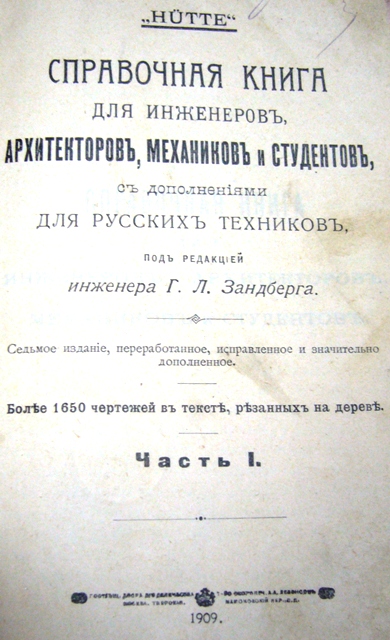 „HÜTTE“
СПРАВОЧНАЯ КНИГА
ДЛЯ ИНЖЕНЕРОВЪ,
АРХИТЕКТОРОВЪ, МЕХАНИКОВЪ и СТУДЕНТОВЪ,
съ дополненіями
ДЛЯ РУССКИХЪ ТЕХНИКОВЪ,
ПОДЪ РЕДАКЦІЕЙ
инженера Г. Л. Зандберга.
Седьмое изданіе, переработанное, исправленное и значительно
дополненное.
Болѣе 1650 чертежей въ текстѣ, рѣзанныхъ на деревѣ.
Часть I.
1909.